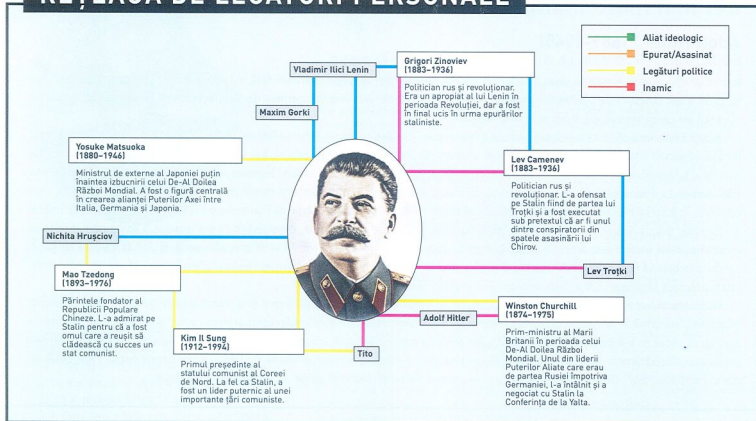 REȚEAUA DE LEGĂTURI PERSONALE
Aliat ideologic
Epurat/Asasinat
Legături politice
Inamic
Vladimir Ilici Lenin
Maxim Gorki
Grigori Zinoviev
(1883–1936)
Politician rus și revoluționar.
Era un apropiat al lui Lenin în
perioada Revoluției, dar a fost
în final ucis în urma epurărilor
staliniste.
Yosuke Matsuoka
(1880–1946)
Ministrul de externe al Japoniei puțin
înaintea izbucnirii celui De-Al Doilea
Război Mondial. A fost o figură centrală
în crearea alianței Puterilor Axei între
Italia, Germania și Japonia.
Lev Camenev
(1883–1936)
Politician rus și
revoluționar. L-a ofensat
pe Stalin fiind de partea lui
Troțki și a fost executat
sub pretextul că ar fi unul
dintre conspiratorii din
spatele asasinării lui
Chirov.
Nichita Hrușciov
Lev Troțki
Mao Tzedong
(1893–1976)
Părintele fondator al
Republicii Populare
Chineze. L-a admirat pe
Stalin pentru că a fost
omul care a reușit să
clădească cu succes un
stat comunist.
Kim Il Sung
(1912–1994)
Primul președinte al
statului comunist al Coreei
de Nord. La fel ca Stalin, a
fost un lider puternic al unei
importante țări comuniste.
Tito
Adolf Hitler
Winston Churchill
(1874–1975)
Prim-ministru al Marii
Britanii în perioada celui
De-Al Doilea Război
Mondial. Unul din liderii
Puterilor Aliate care erau
de partea Rusiei împotriva
Germaniei, l-a întâlnit și a
negociat cu Stalin la
Conferința de la Yalta.